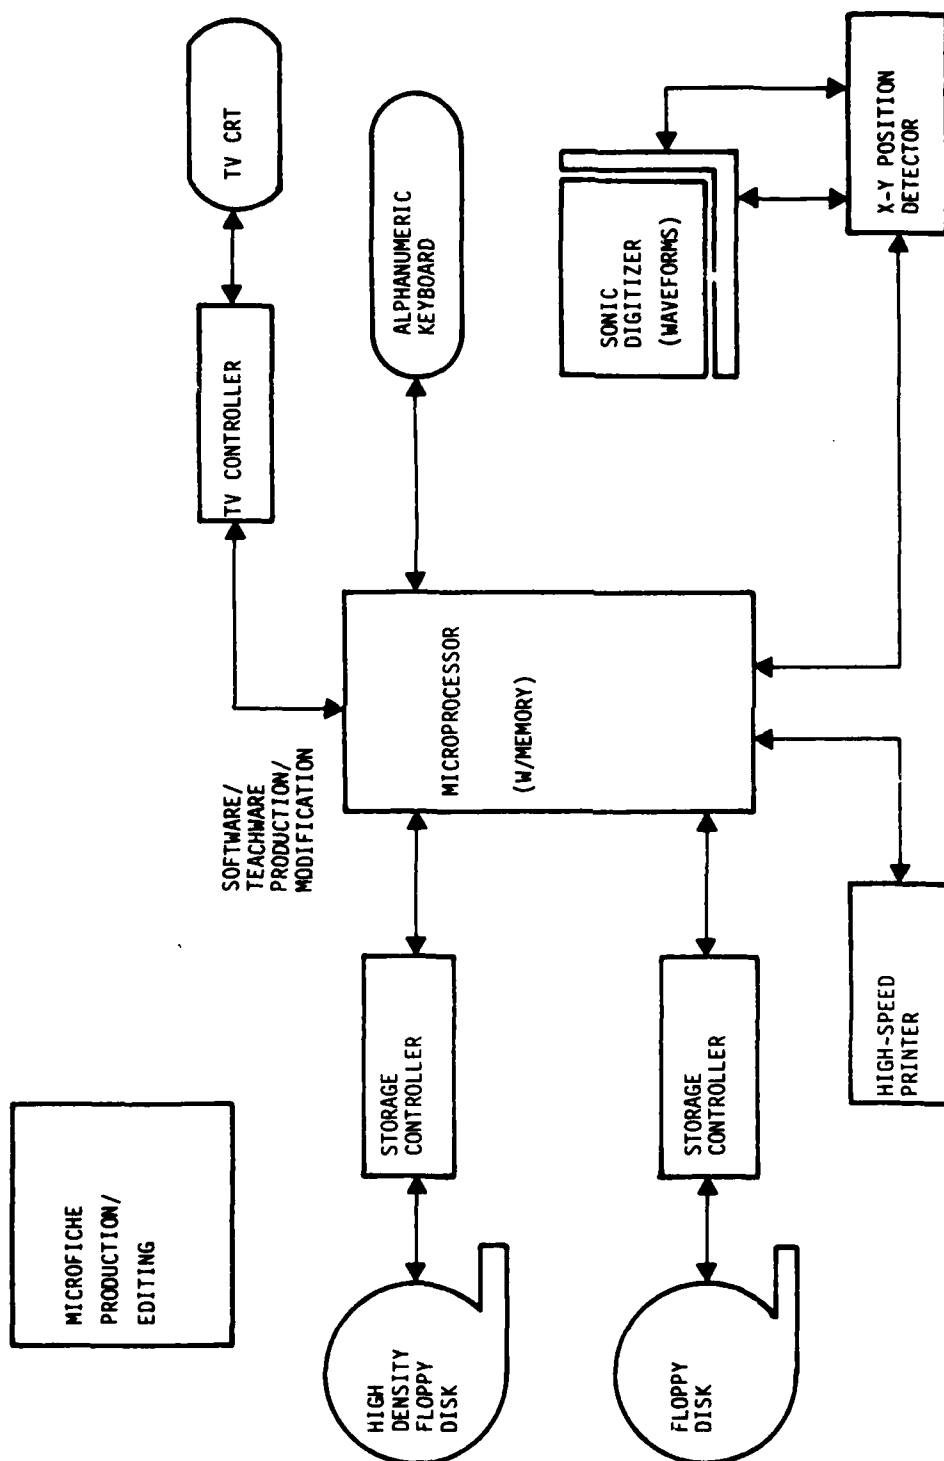 MICROFICHE
PRODUCTION/
EDITING
SOFTWARE/
TEACHWARE
PRODUCTION/
MODIFICATION
TV CONTROLLER
TV CRT
HIGH
DENSITY
FLOPPY
DISK
STORAGE
CONTROLLER
MICROPROCESSOR
(W/MEMORY)
ALPHANUMERIC
KEYBOARD
FLOPPY
DISK
STORAGE
CONTROLLER
SONIC
DIGITIZER
(WAVEFORMS)
HIGH-SPEED
PRINTER
X-Y POSITION
DETECTOR